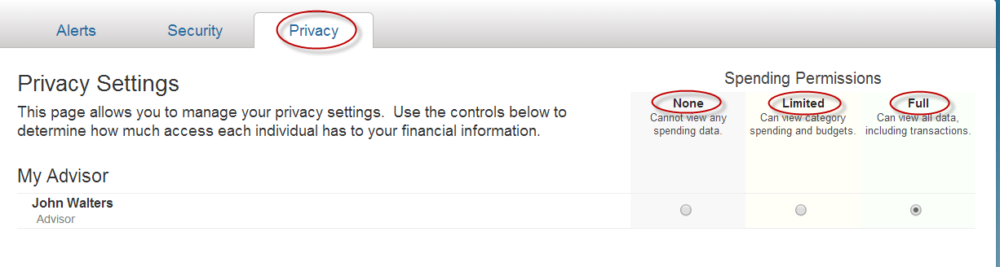 Alerts Security Privacy
Privacy Settings
This page allows you to manage your privacy settings.  Use the controls below to
determine how much access each individual has to your financial information.
Spending Permissions
None Limited Full
Cannot view any Can view category Can view all data,
spending data. spending and budgets. including transactions.
My Advisor
John Walters
Advisor